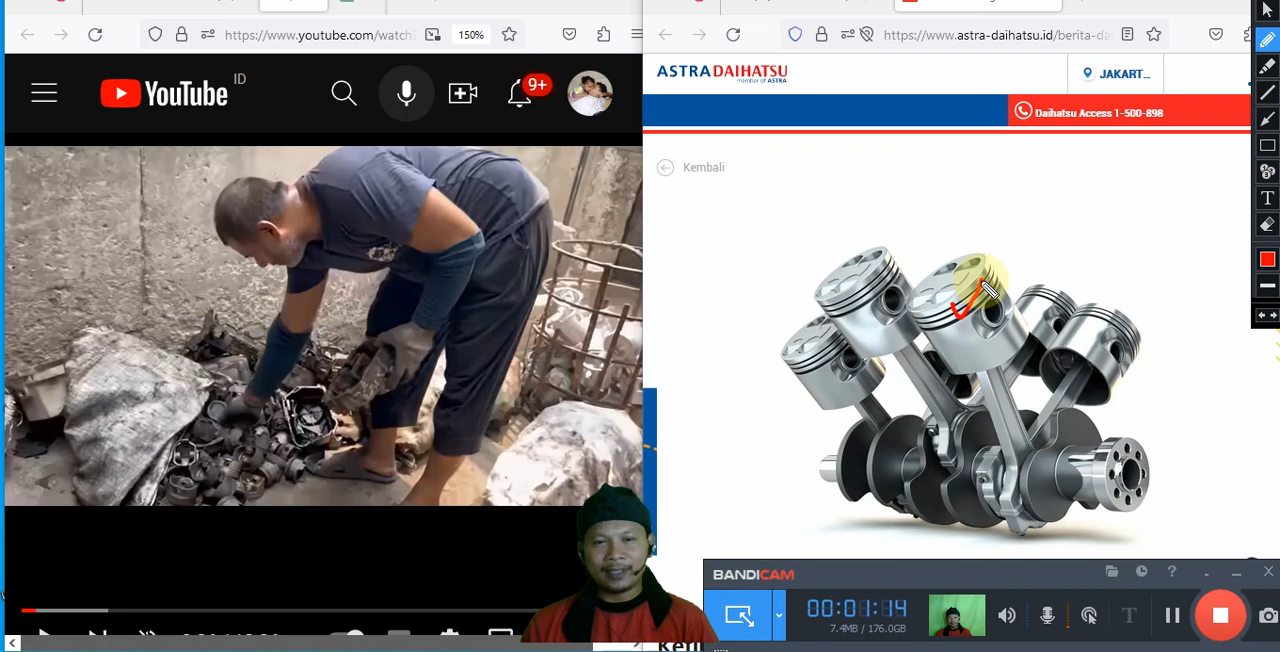 https://www.youtube.com/watch?
150%
YouTube ID
9+
https://www.astra-daihatsu.id/berita-da
ASTRA DAIHATSU
member of ASTRA
JAKART...
Daihatsu Access 1-500-898
Kembali
BANDICAM
00:01:14
7.4MB / 176.0GB
T
T